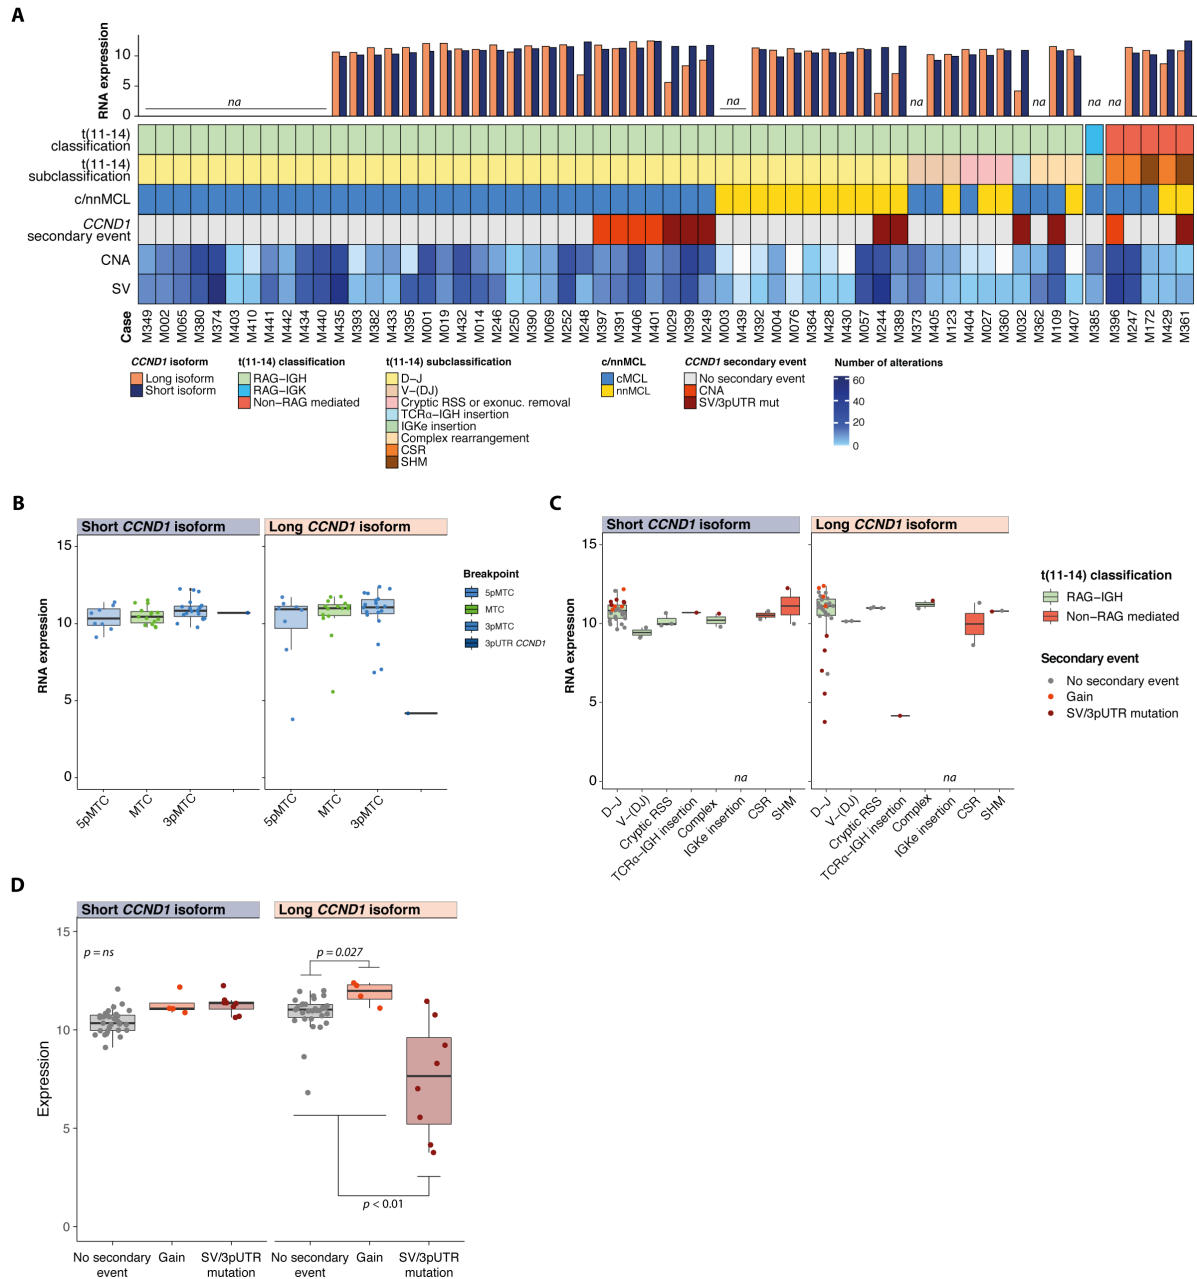 A
RNA expression
10
5
0
na
na
na
na
na
na
t(11-14)
classification
t(11-14)
subclassification
c/nnMCL
CCND1
secondary event
CNA
SV
Case
M349
M002
M065
M380
M374
M403
M410
M441
M442
M434
M440
M435
M393
M382
M433
M395
M001
M019
M432
M014
M246
M250
M390
M069
M252
M248
M397
M391
M406
M401
M029
M399
M249
M003
M439
M392
M004
M076
M364
M428
M430
M057
M244
M389
M373
M405
M123
M404
M027
M360
M032
M362
M109
M407
M385
M396
M247
M172
M429
M361
CCND1 isoform
Long isoform
Short isoform
t(11-14) classification
RAG-IGH
RAG-IGK
Non-RAG mediated
t(11-14) subclassification
D-J
V-(DJ)
Cryptic RSS or exonuc. removal
TCRα-IGH insertion
IGKe insertion
Complex rearrangement
CSR
SHM
c/nnMCL
cMCL
nnMCL
CCND1 secondary event
No secondary event
CNA
SV/3pUTR mut
Number of alterations
60
40
20
0
B
Short CCND1 isoform
Long CCND1 isoform
RNA expression
15
10
5
0
5pMTC
MTC
3pMTC
5pMTC
MTC
3pMTC
Breakpoint
5pMTC
MTC
3pMTC
3pUTR CCND1
C
Short CCND1 isoform
Long CCND1 isoform
RNA expression
15
10
5
0
na
na
D-J
V-(DJ)
Cryptic RSS
TCRα-IGH insertion
Complex
IGKe insertion
CSR
SHM
D-J
V-(DJ)
Cryptic RSS
TCRα-IGH insertion
Complex
IGKe insertion
CSR
SHM
t(11-14) classification
RAG-IGH
Non-RAG mediated
Secondary event
No secondary event
Gain
SV/3pUTR mutation
D
Short CCND1 isoform
Long CCND1 isoform
Expression
15
10
5
0
p = ns
p = 0.027
p < 0.01
No secondary
event
Gain
SV/3pUTR
mutation
No secondary
event
Gain
SV/3pUTR
mutation